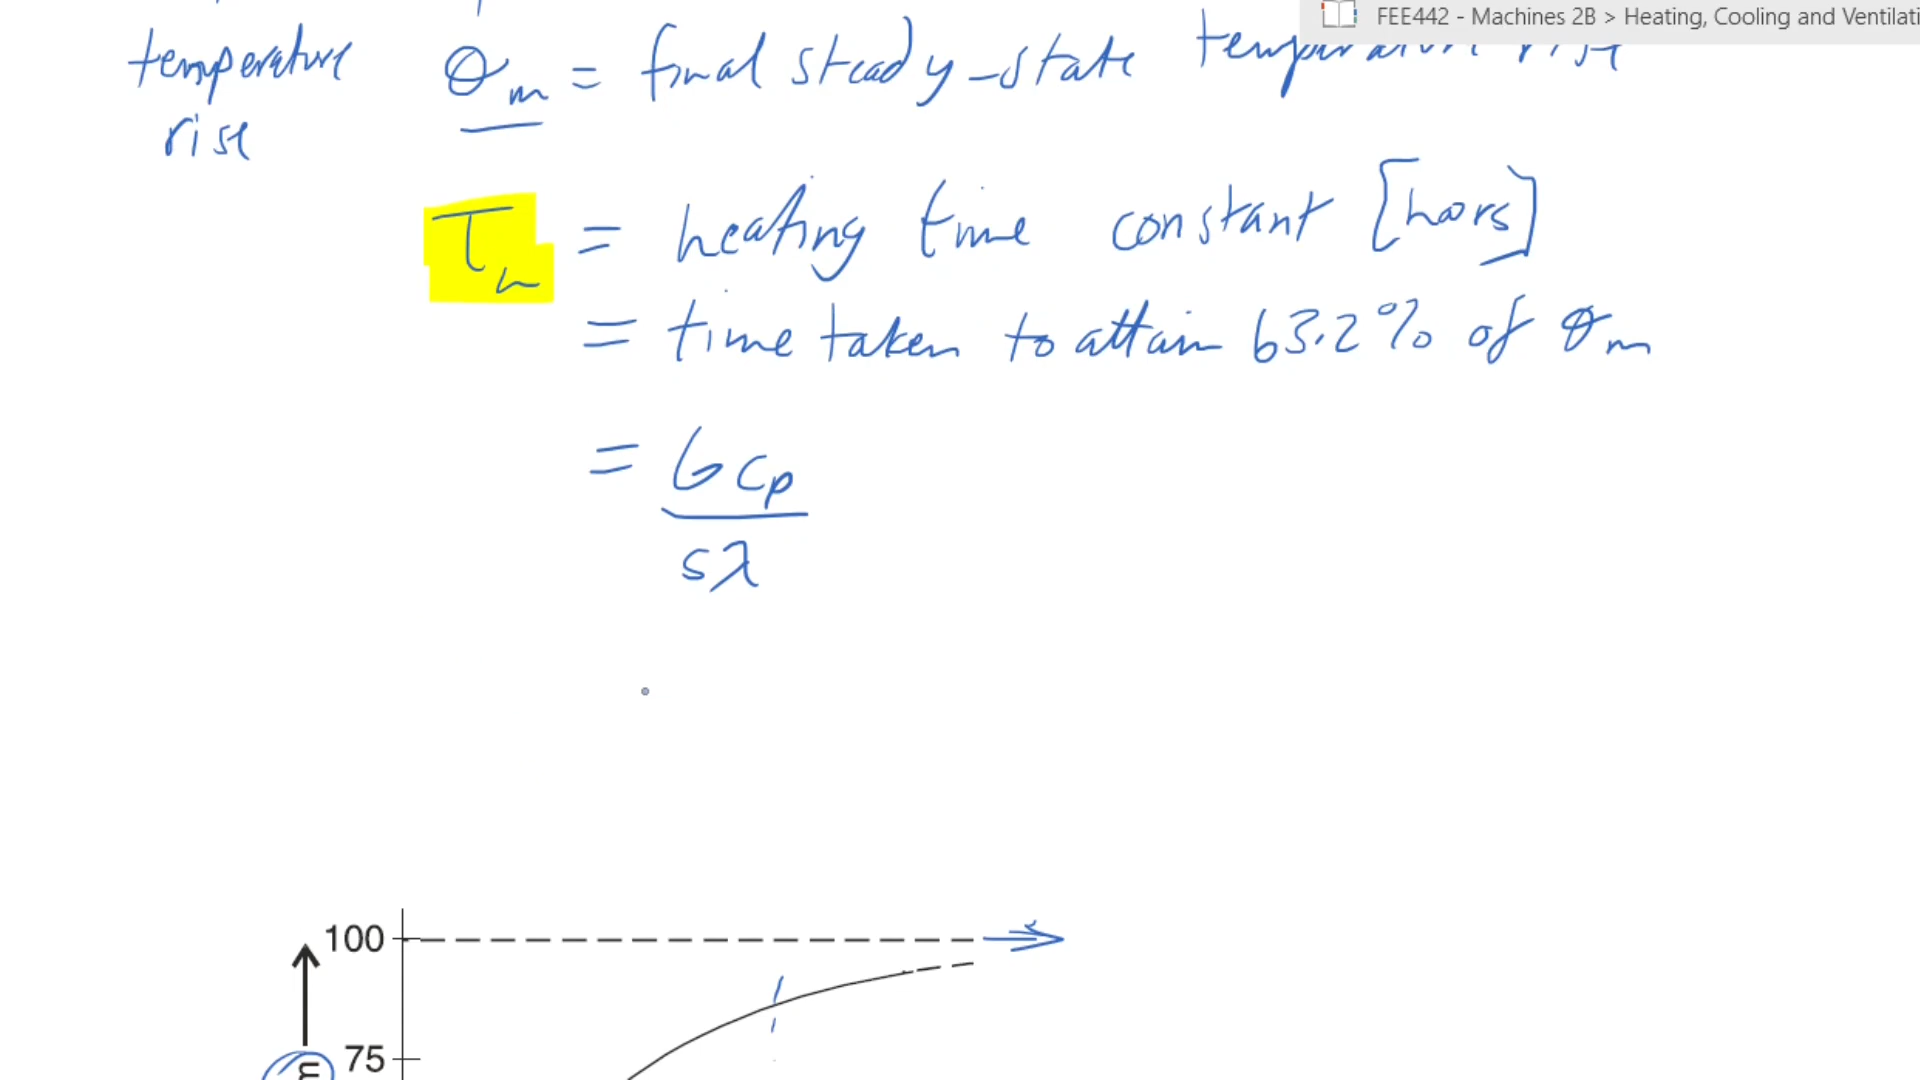 FEE442 - Machines 2B > Heating, Cooling and Ventilati
temperature rise
θm = final steady-state temperature rise
τh = heating time constant [hours]
= time taken to attain 63.2% of θm
= GCp
sλ
100
75
m